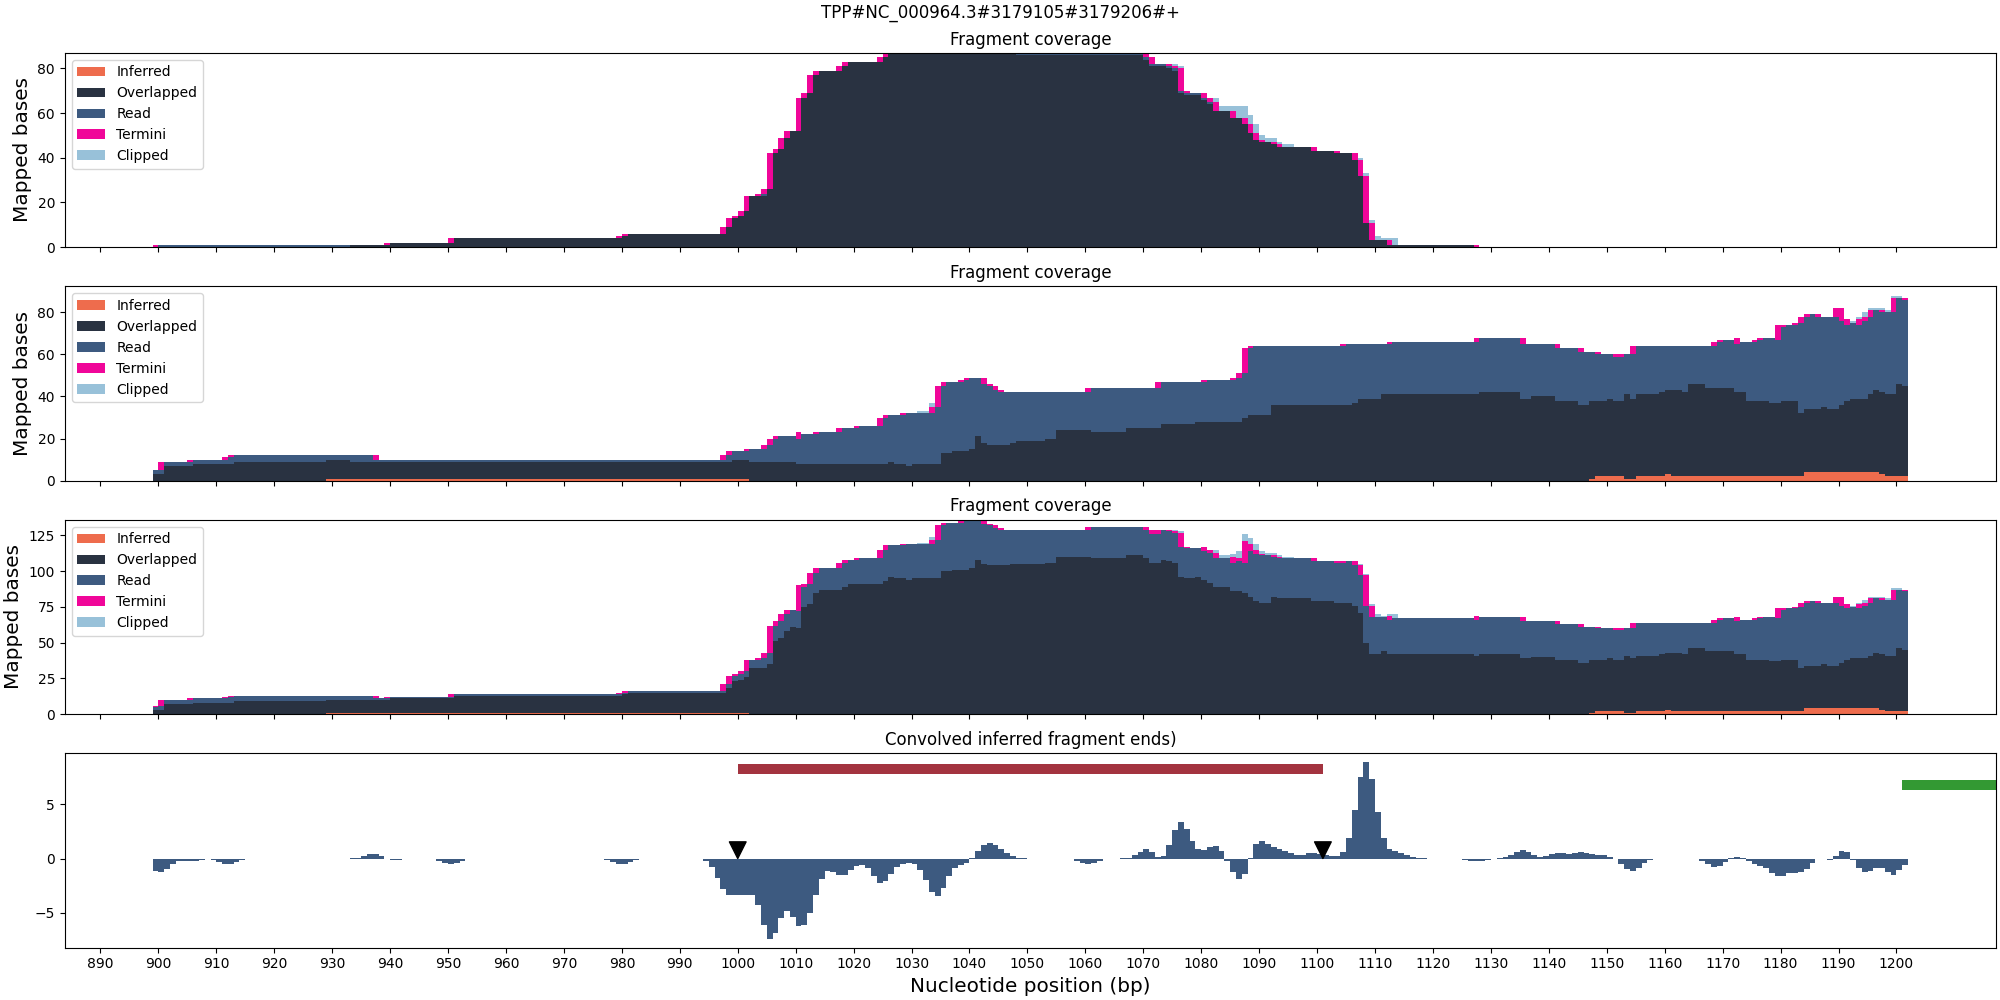 TPP#NC_000964.3#3179105#3179206#+
Fragment coverage
Mapped bases
80
60
40
20
0
Inferred
Overlapped
Read
Termini
Clipped
Fragment coverage
Mapped bases
80
60
40
20
0
Inferred
Overlapped
Read
Termini
Clipped
Fragment coverage
Mapped bases
125
100
75
50
25
0
Inferred
Overlapped
Read
Termini
Clipped
Convolved inferred fragment ends)
5
0
−5
890 900 910 920 930 940 950 960 970 980 990 1000 1010 1020 1030 1040 1050 1060 1070 1080 1090 1100 1110 1120 1130 1140 1150 1160 1170 1180 1190 1200
Nucleotide position (bp)